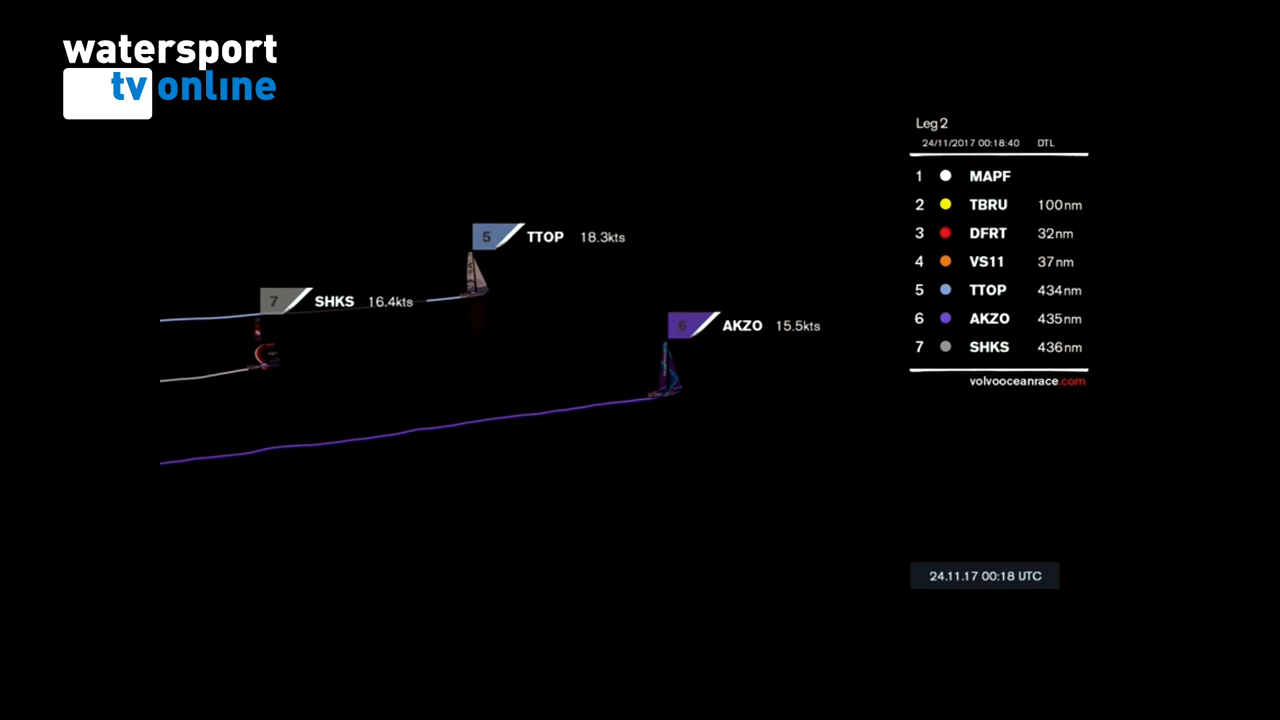 watersport
tv online
Leg 2
24/11/2017 00:18:40 DTL
1 MAPF
2 TBRU 100nm
3 DFRT 32nm
4 VS11 37nm
5 TTOP 434nm
6 AKZO 435nm
7 SHKS 436nm
volvooceanrace.com
5 TTOP 18.3kts
7 SHKS 16.4kts
6 AKZO 15.5kts
24.11.17 00:18 UTC